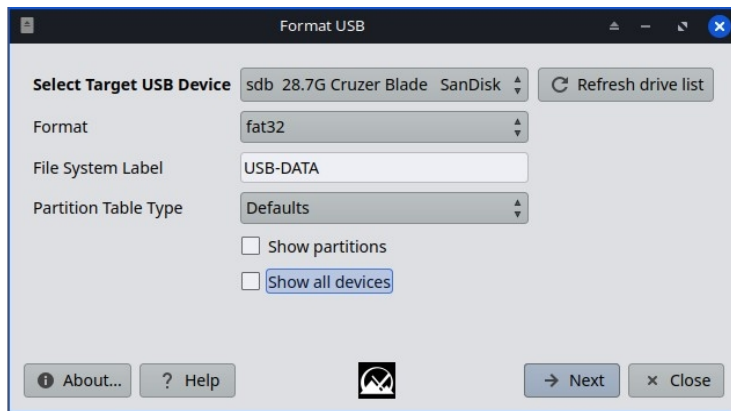 Format USB
Select Target USB Device sdb 28.7G Cruzer Blade SanDisk Refresh drive list
Format fat32
File System Label USB-DATA
Partition Table Type Defaults
Show partitions
Show all devices
About... ? Help Next Close